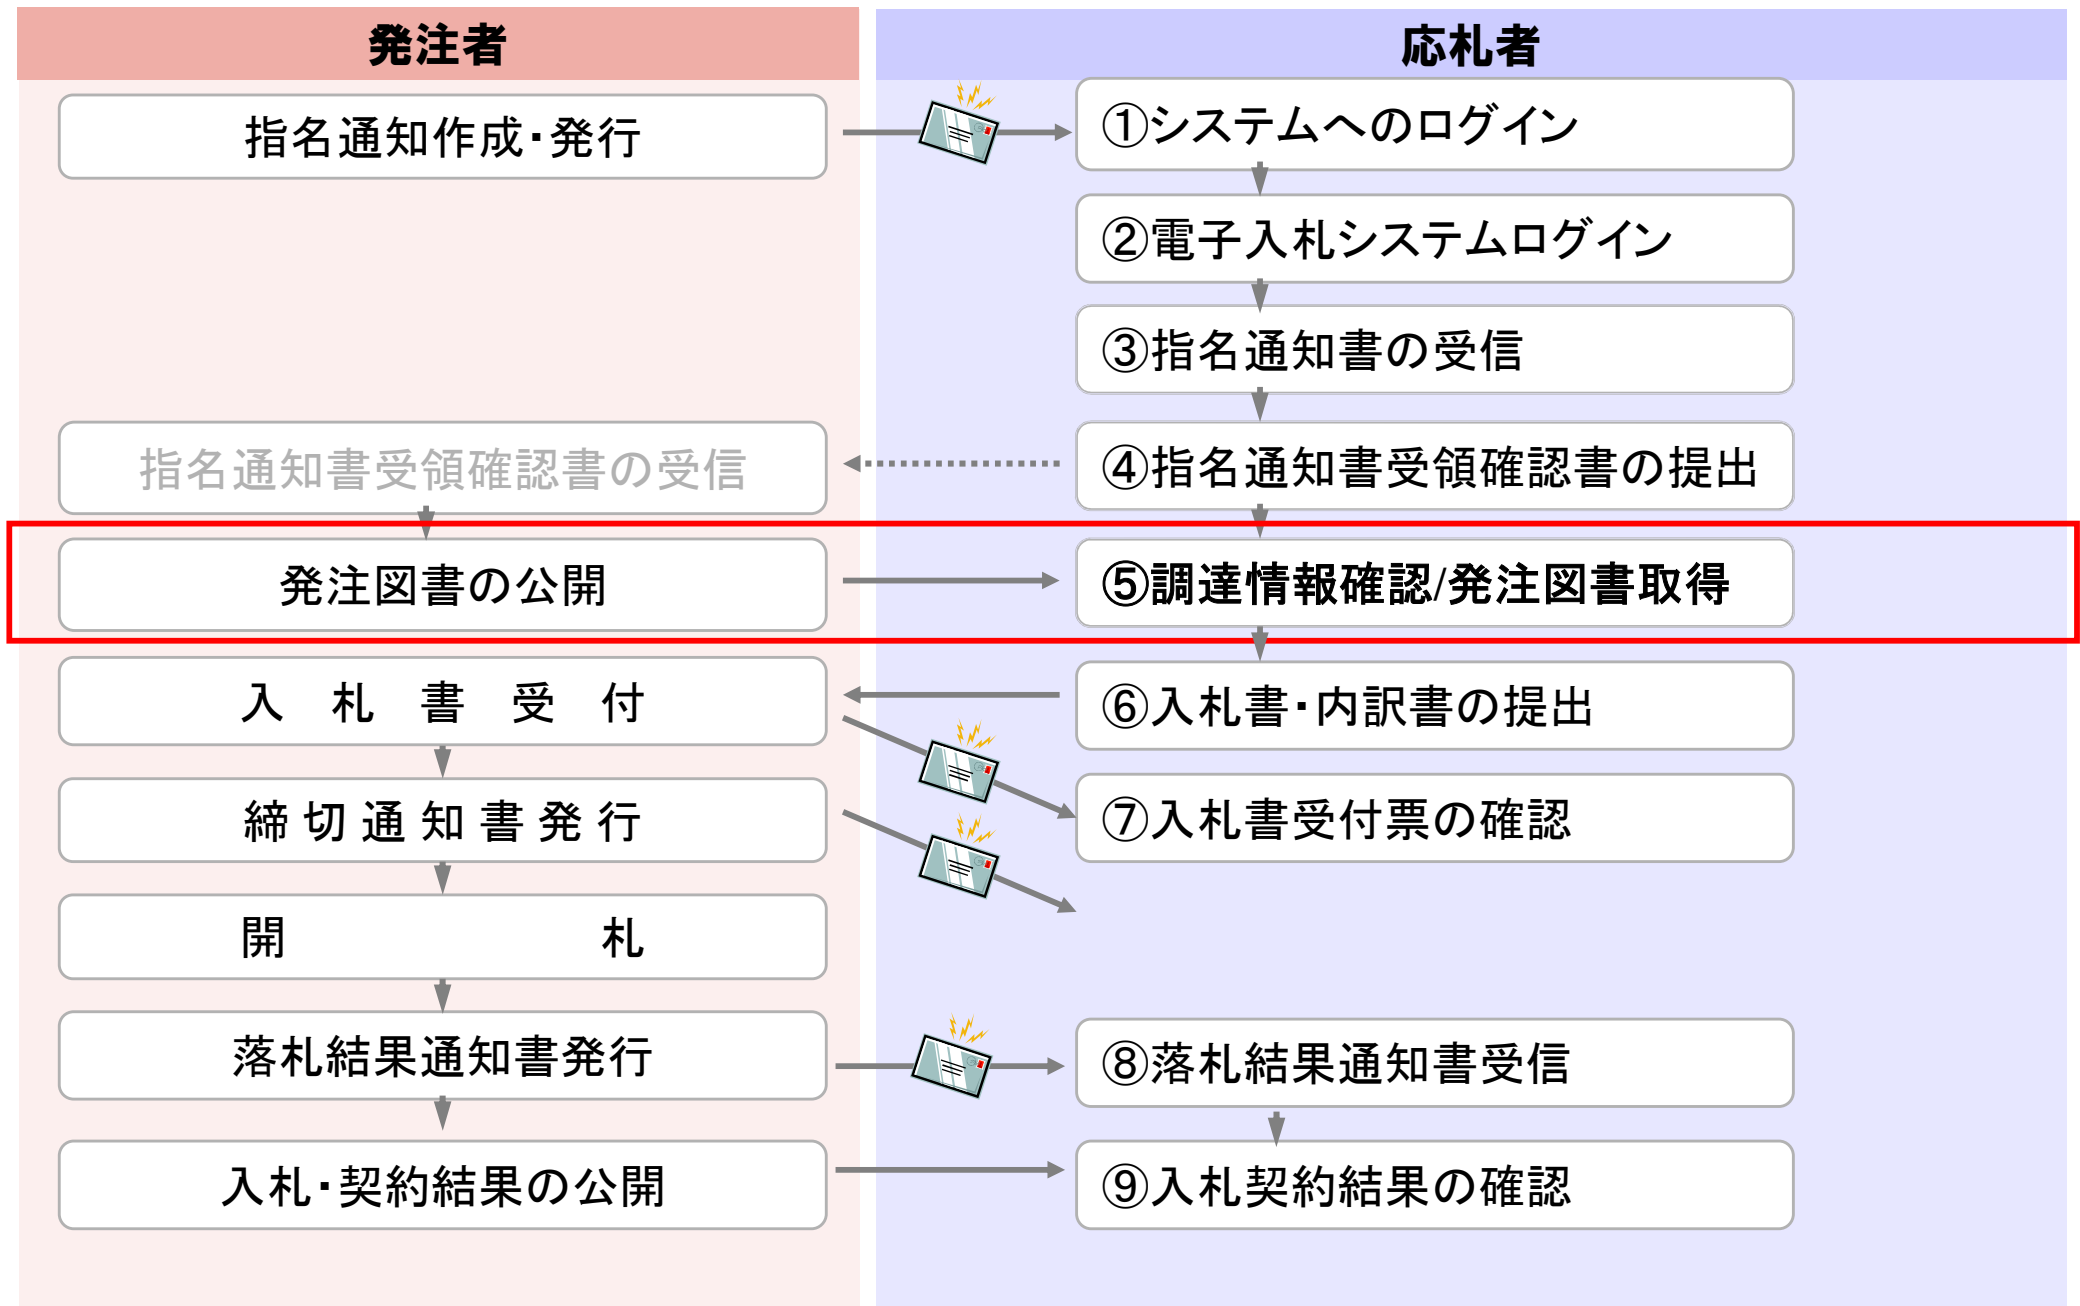 発注者
応札者
指名通知作成・発行
①システムへのログイン
②電子入札システムログイン
③指名通知書の受信
指名通知書受領確認書の受信
④指名通知書受領確認書の提出
発注図書の公開
⑤調達情報確認/発注図書取得
入　札　書　受　付
⑥入札書・内訳書の提出
締 切 通 知 書 発 行
⑦入札書受付票の確認
開　　　　　　　札
落札結果通知書発行
⑧落札結果通知書受信
入札・契約結果の公開
⑨入札契約結果の確認